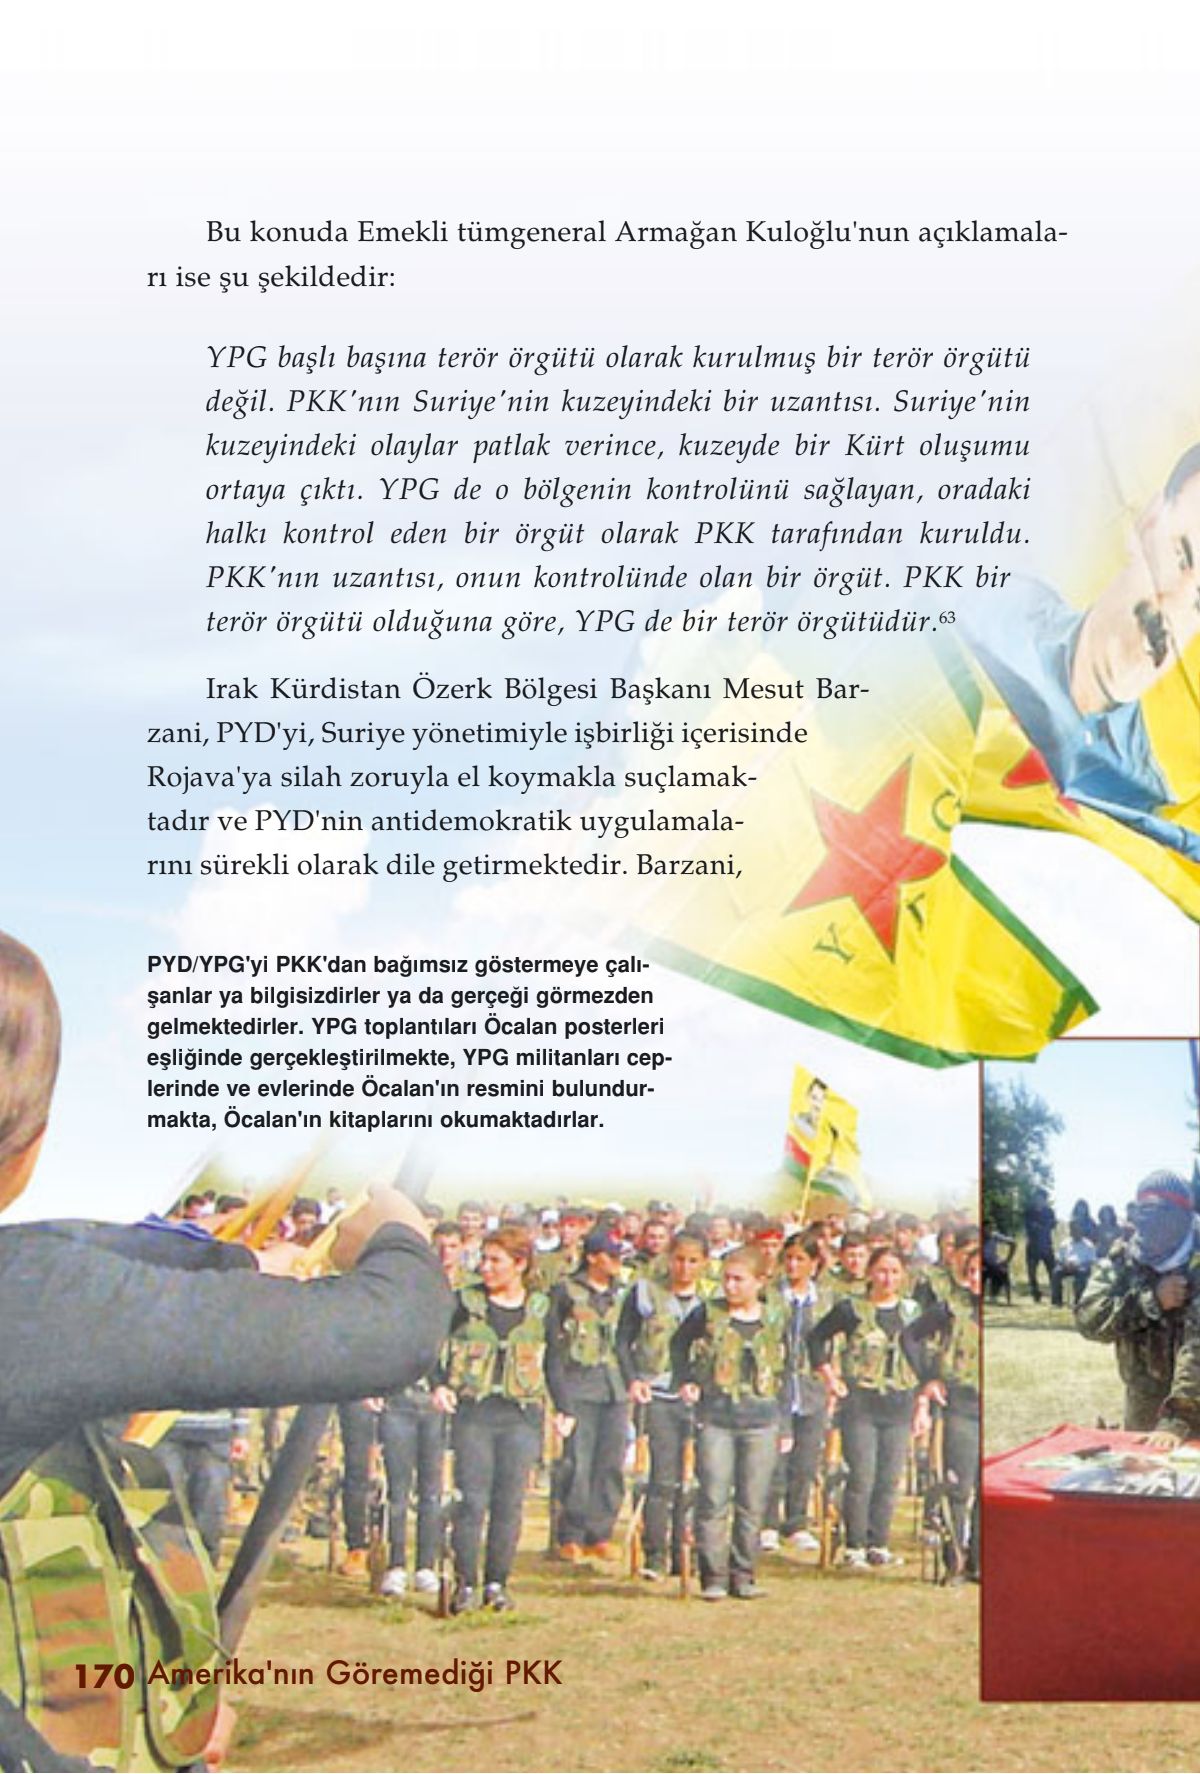 Bu konuda Emekli tümgeneral Armağan Kuloğlu'nun açıklamala-
rı ise şu şekildedir:
YPG başlı başına terör örgütü olarak kurulmuş bir terör örgütü
değil. PKK’nın Suriye’nin kuzeyindeki bir uzantısı. Suriye’nin
kuzeyindeki olaylar patlak verince, kuzeyde bir Kürt oluşumu
ortaya çıktı. YPG de o bölgenin kontrolünü sağlayan, oradaki
halkı kontrol eden bir örgüt olarak PKK tarafından kuruldu.
PKK’nın uzantısı, onun kontrolünde olan bir örgüt. PKK bir
terör örgütü olduğuna göre, YPG de bir terör örgütüdür.63
Irak Kürdistan Özerk Bölgesi Başkanı Mesut Bar-
zani, PYD'yi, Suriye yönetimiyle işbirliği içerisinde
Rojava'ya silah zoruyla el koymakla suçlamak-
tadır ve PYD'nin antidemokratik uygulamala-
rını sürekli olarak dile getirmektedir. Barzani,
Y P G
PYD/YPG'yi PKK'dan bağımsız göstermeye çalı-
şanlar ya bilgisizdirler ya da gerçeği görmezden
gelmektedirler. YPG toplantıları Öcalan posterleri
eşliğinde gerçekleştirilmekte, YPG militanları cep-
lerinde ve evlerinde Öcalan'ın resmini bulundur-
makta, Öcalan'ın kitaplarını okumaktadırlar.
170 Amerika'nın Göremediği PKK